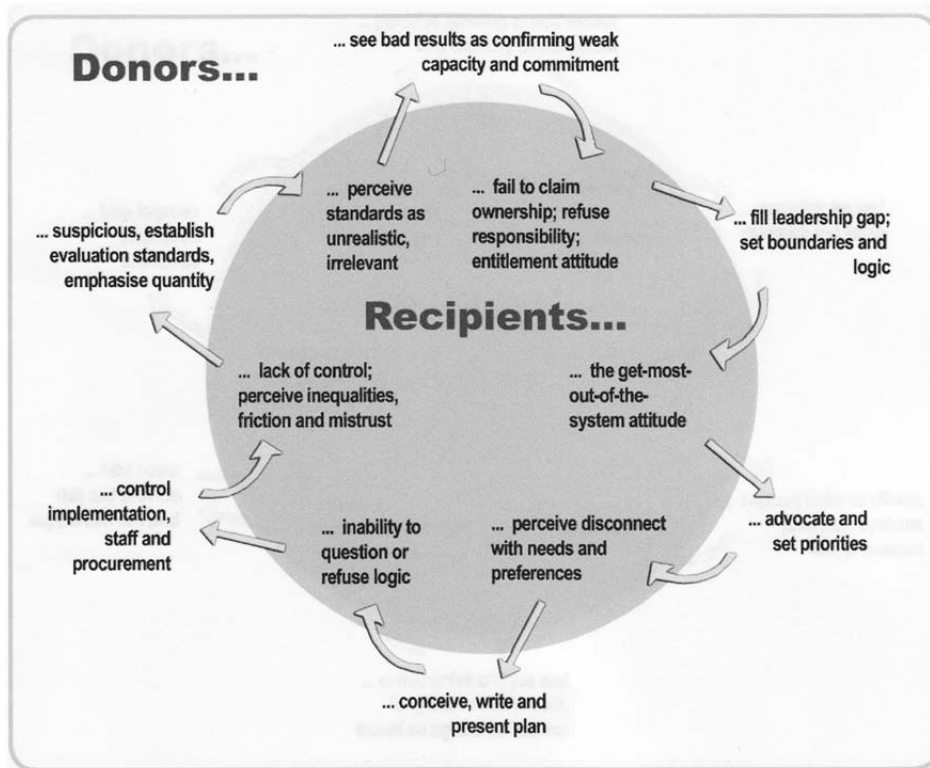 Donors...
... see bad results as confirming weak
capacity and commitment
... perceive
standards as
unrealistic,
irrelevant
... fail to claim
ownership; refuse
responsibility;
entitlement attitude
... fill leadership gap;
set boundaries and
logic
... suspicious, establish
evaluation standards,
emphasise quantity
Recipients...
... lack of control;
perceive inequalities,
friction and mistrust
... the get-most-
out-of-the-
system attitude
... control
implementation,
staff and
procurement
... inability to
question or
refuse logic
... perceive disconnect
with needs and
preferences
... advocate and
set priorities
... conceive, write and
present plan